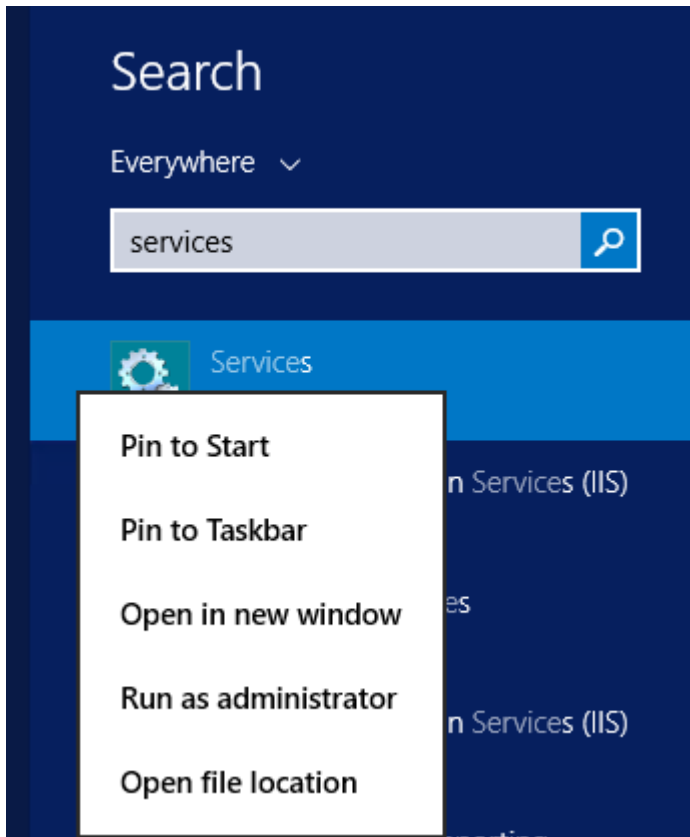 Search
Everywhere
services
Services
Pin to Start
n Services (IIS)
Pin to Taskbar
Open in new window
es
Run as administrator
n Services (IIS)
Open file location